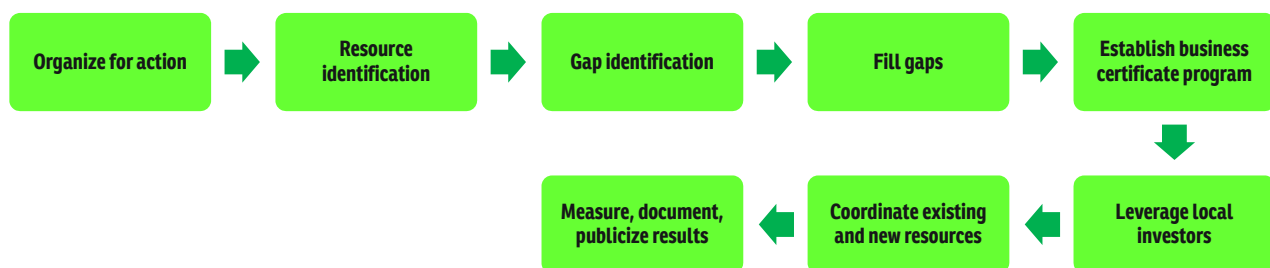 Organize for action
Resource
identification
Gap identification
Fill gaps
Establish business
certificate program
Leverage local
investors
Coordinate existing
and new resources
Measure, document,
publicize results